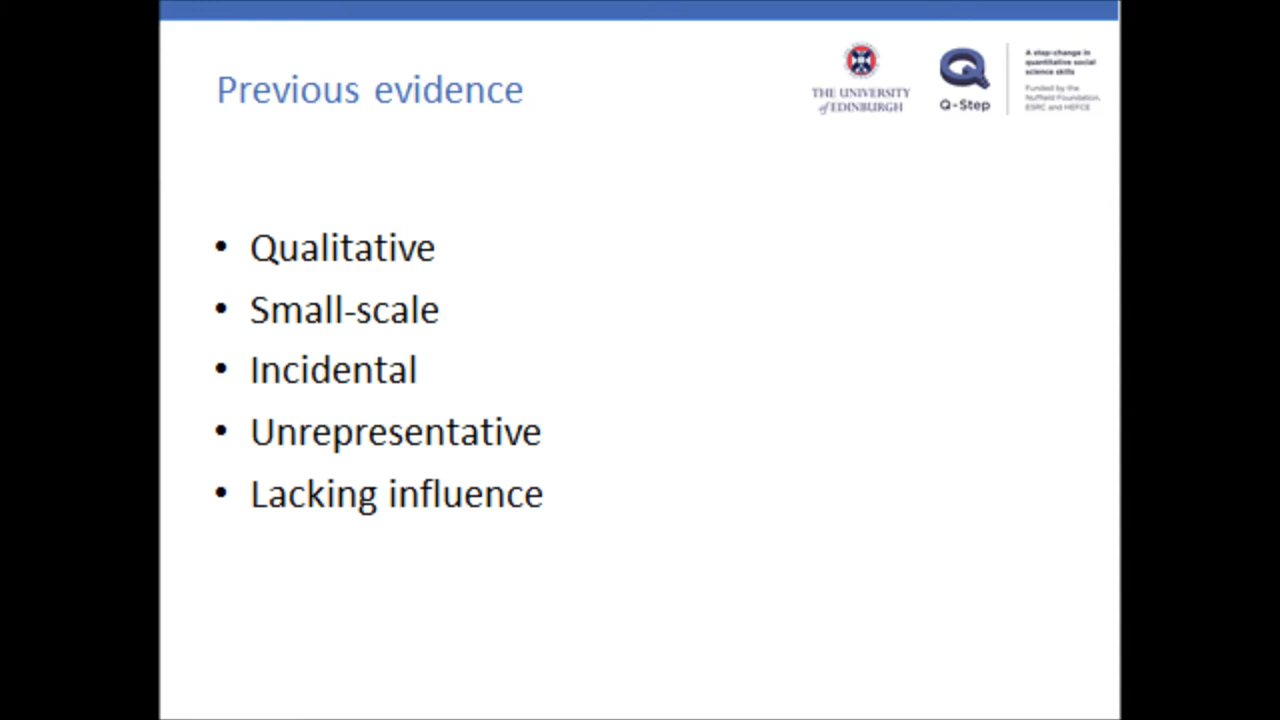 Previous evidence
THE UNIVERSITY
of EDINBURGH
Q-Step
A step-change in
quantitative social
science skills
Funded by the
Nuffield Foundation,
ESRC and HEFCE
• Qualitative
• Small-scale
• Incidental
• Unrepresentative
• Lacking influence